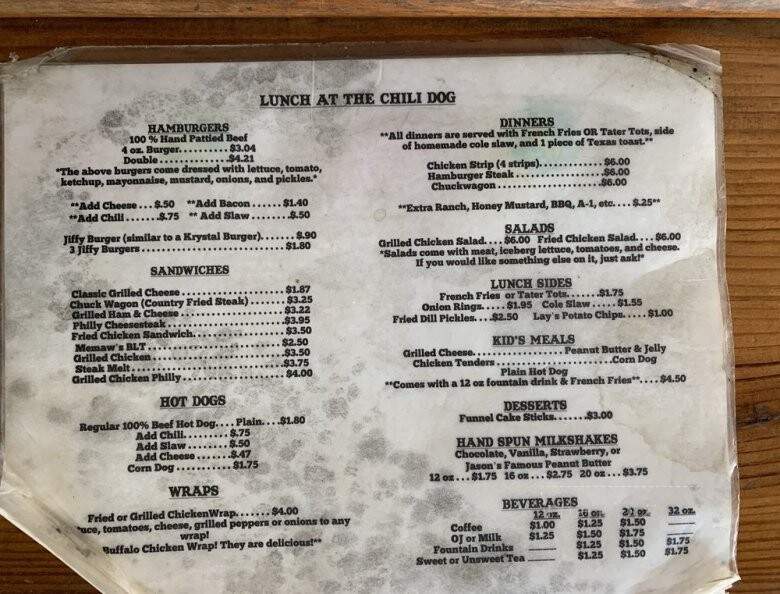 LUNCH AT THE CHILI DOG
HAMBURGERS
100 % Hand Pattied Beef
4 oz. Burger.........$3.04
Double.............$4.21
*The above burgers come dressed with lettuce, tomato,
ketchup, mayonnaise, mustard, onions, and pickles.*
**Add Cheese...$.50 **Add Bacon......$1.40
**Add Chili.....$.75 ** Add Slaw.......$.50
Jiffy Burger (similar to a Krystal Burger).......$.90
3 Jiffy Burgers.......................$1.80
SANDWICHES
Classic Grilled Cheese................$1.87
Chuck Wagon (Country Fried Steak).......$3.25
Grilled Ham & Cheese................$3.22
Philly Cheesesteak..................$3.95
Fried Chicken Sandwich..............$3.50
Memaw's BLT....................$2.50
Grilled Chicken....................$3.50
Steak Melt........................$3.75
Grilled Chicken Philly................$4.00
HOT DOGS
Regular 100% Beef Hot Dog....Plain....$1.80
Add Chili.........$.75
Add Slaw........$.50
Add Cheese.......$.47
Corn Dog............$1.75
WRAPS
Fried or Grilled ChickenWrap.......$4.00
tuce, tomatoes, cheese, grilled peppers or onions to any
wrap!
Buffalo Chicken Wrap! They are delicious!**
DINNERS
**All dinners are served with French Fries OR Tater Tots, side
of homemade cole slaw, and 1 piece of Texas toast.**
Chicken Strip (4 strips).............$6.00
Hamburger Steak.................$6.00
Chuckwagon....................$6.00
**Extra Ranch, Honey Mustard, BBQ, A-1, etc....$.25**
SALADS
Grilled Chicken Salad....$6.00 Fried Chicken Salad....$6.00
*Salads come with meat, iceberg lettuce, tomatoes, and cheese.
If you would like something else on it, just ask!*
LUNCH SIDES
French Fries or Tater Tots.......$1.75
Onion Rings.....$1.95 Cole Slaw.....$1.55
Fried Dill Pickles....$2.50 Lay's Potato Chips.....$1.00
KID'S MEALS
Grilled Cheese..................Peanut Butter & Jelly
Chicken Tenders.......................Corn Dog
Plain Hot Dog
**Comes with a 12 oz fountain drink & French Fries**....$4.50
DESSERTS
Funnel Cake Sticks.......$3.00
HAND SPUN MILKSHAKES
Chocolate, Vanilla, Strawberry, or
Jason's Famous Peanut Butter
12 oz...$1.75 16 oz...$2.75 20 oz...$3.75
BEVERAGES
12 oz. 16 oz. 20 oz. 32 oz.
Coffee $1.00 $1.25 $1.50 ____
OJ or Milk $1.25 $1.50 $1.75 ____
Fountain Drinks ____ $1.25 $1.50 $1.75
Sweet or Unsweet Tea ____ $1.25 $1.50 $1.75